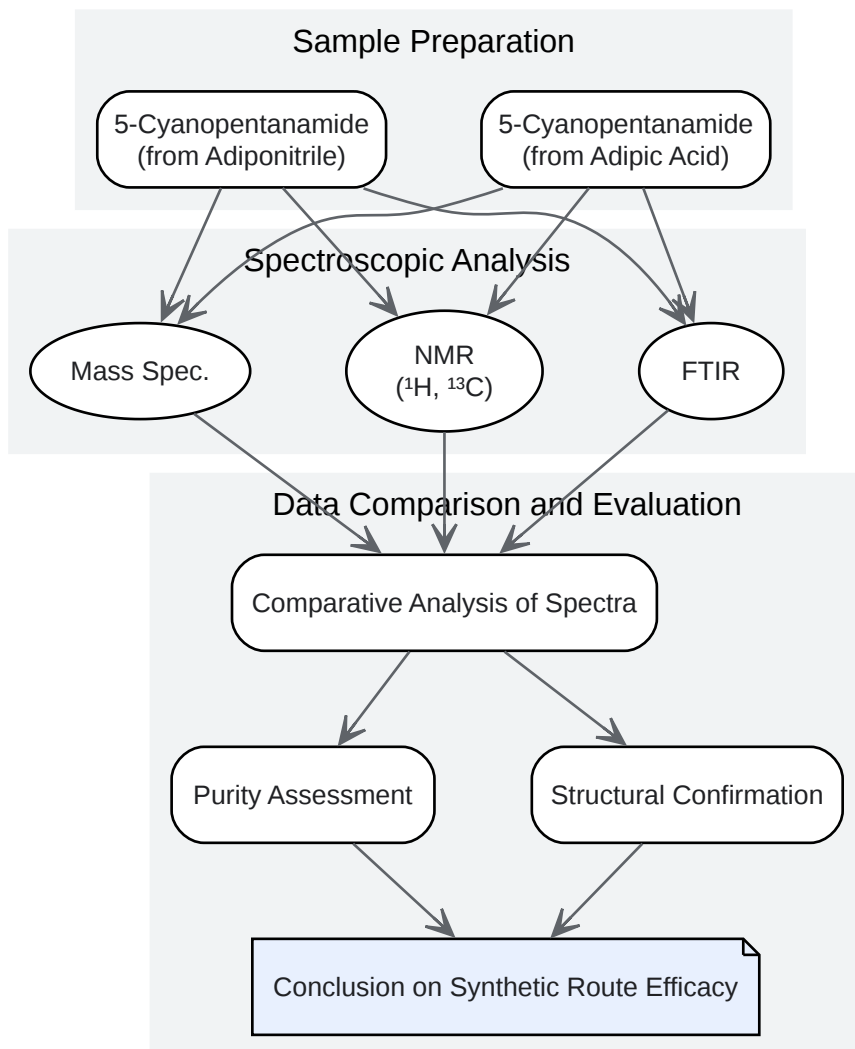 Sample Preparation
5-Cyanopentanamide
(from Adiponitrile)
5-Cyanopentanamide
(from Adipic Acid)
Spectroscopic Analysis
Mass Spec.
NMR
(¹H, ¹³C)
FTIR
Data Comparison and Evaluation
Comparative Analysis of Spectra
Purity Assessment
Structural Confirmation
Conclusion on Synthetic Route Efficacy